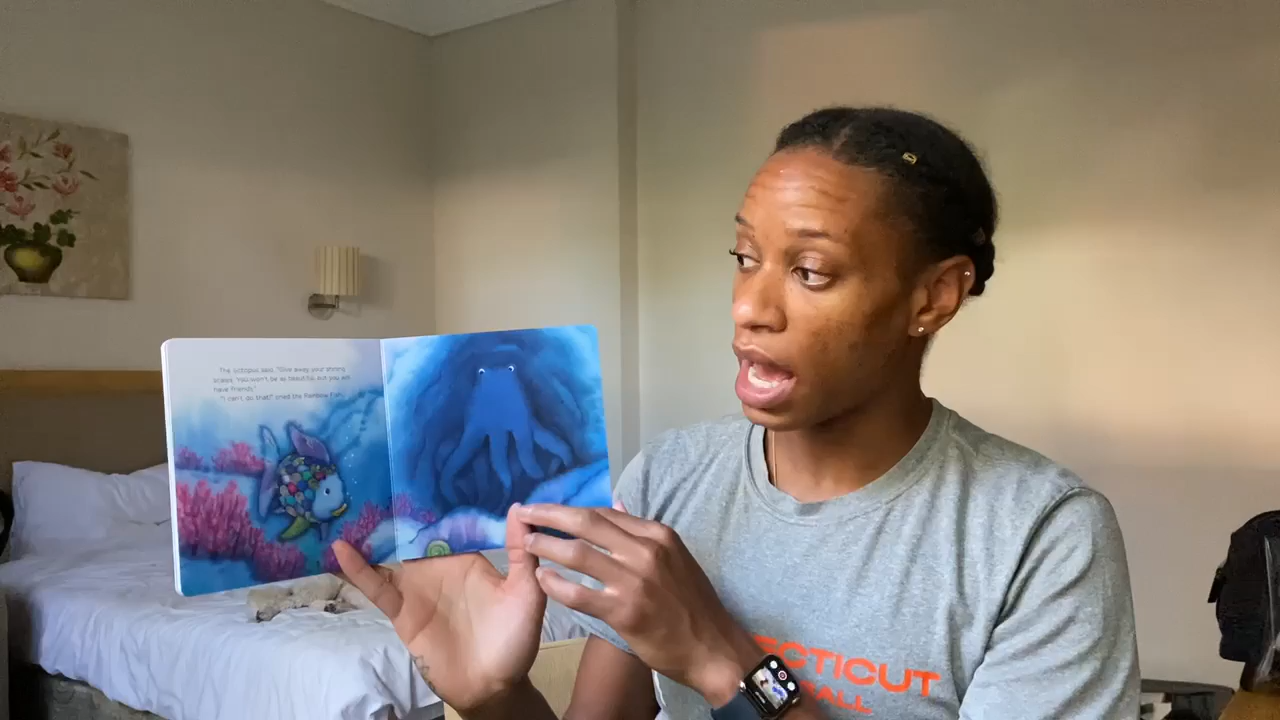 The octopus said, "Give away your shining
scales. You won't be as beautiful, but you will
have friends."
"I can't do that!" cried the Rainbow Fish.
ECTICUT
ALL